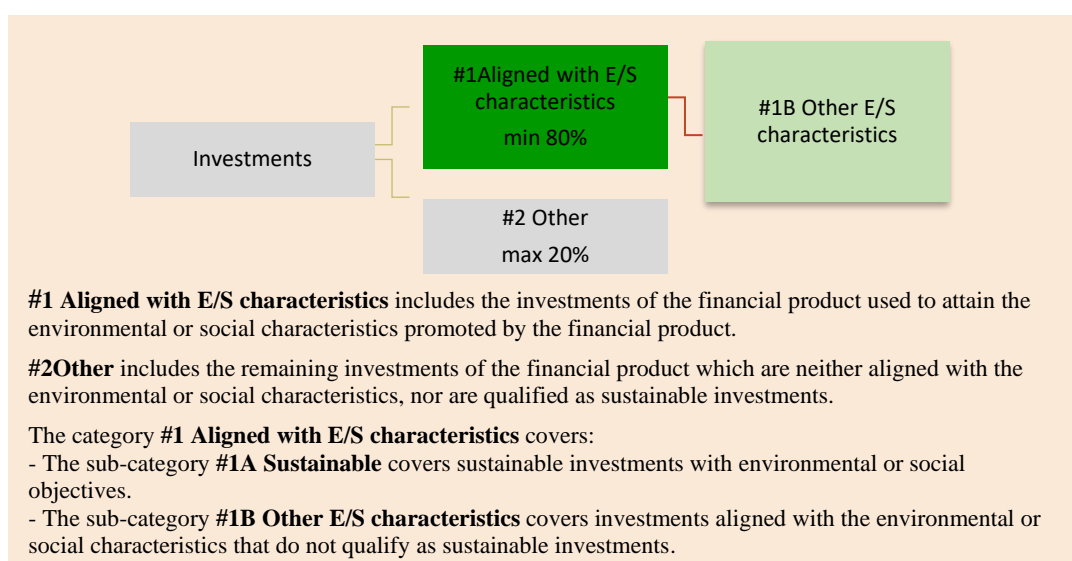 #1Aligned with E/S
characteristics
min 80%
#1B Other E/S
characteristics
Investments
#2 Other
max 20%
#1 Aligned with E/S characteristics includes the investments of the financial product used to attain the
environmental or social characteristics promoted by the financial product.
#2Other includes the remaining investments of the financial product which are neither aligned with the
environmental or social characteristics, nor are qualified as sustainable investments.
The category #1 Aligned with E/S characteristics covers:
- The sub-category #1A Sustainable covers sustainable investments with environmental or social
objectives.
- The sub-category #1B Other E/S characteristics covers investments aligned with the environmental or
social characteristics that do not qualify as sustainable investments.